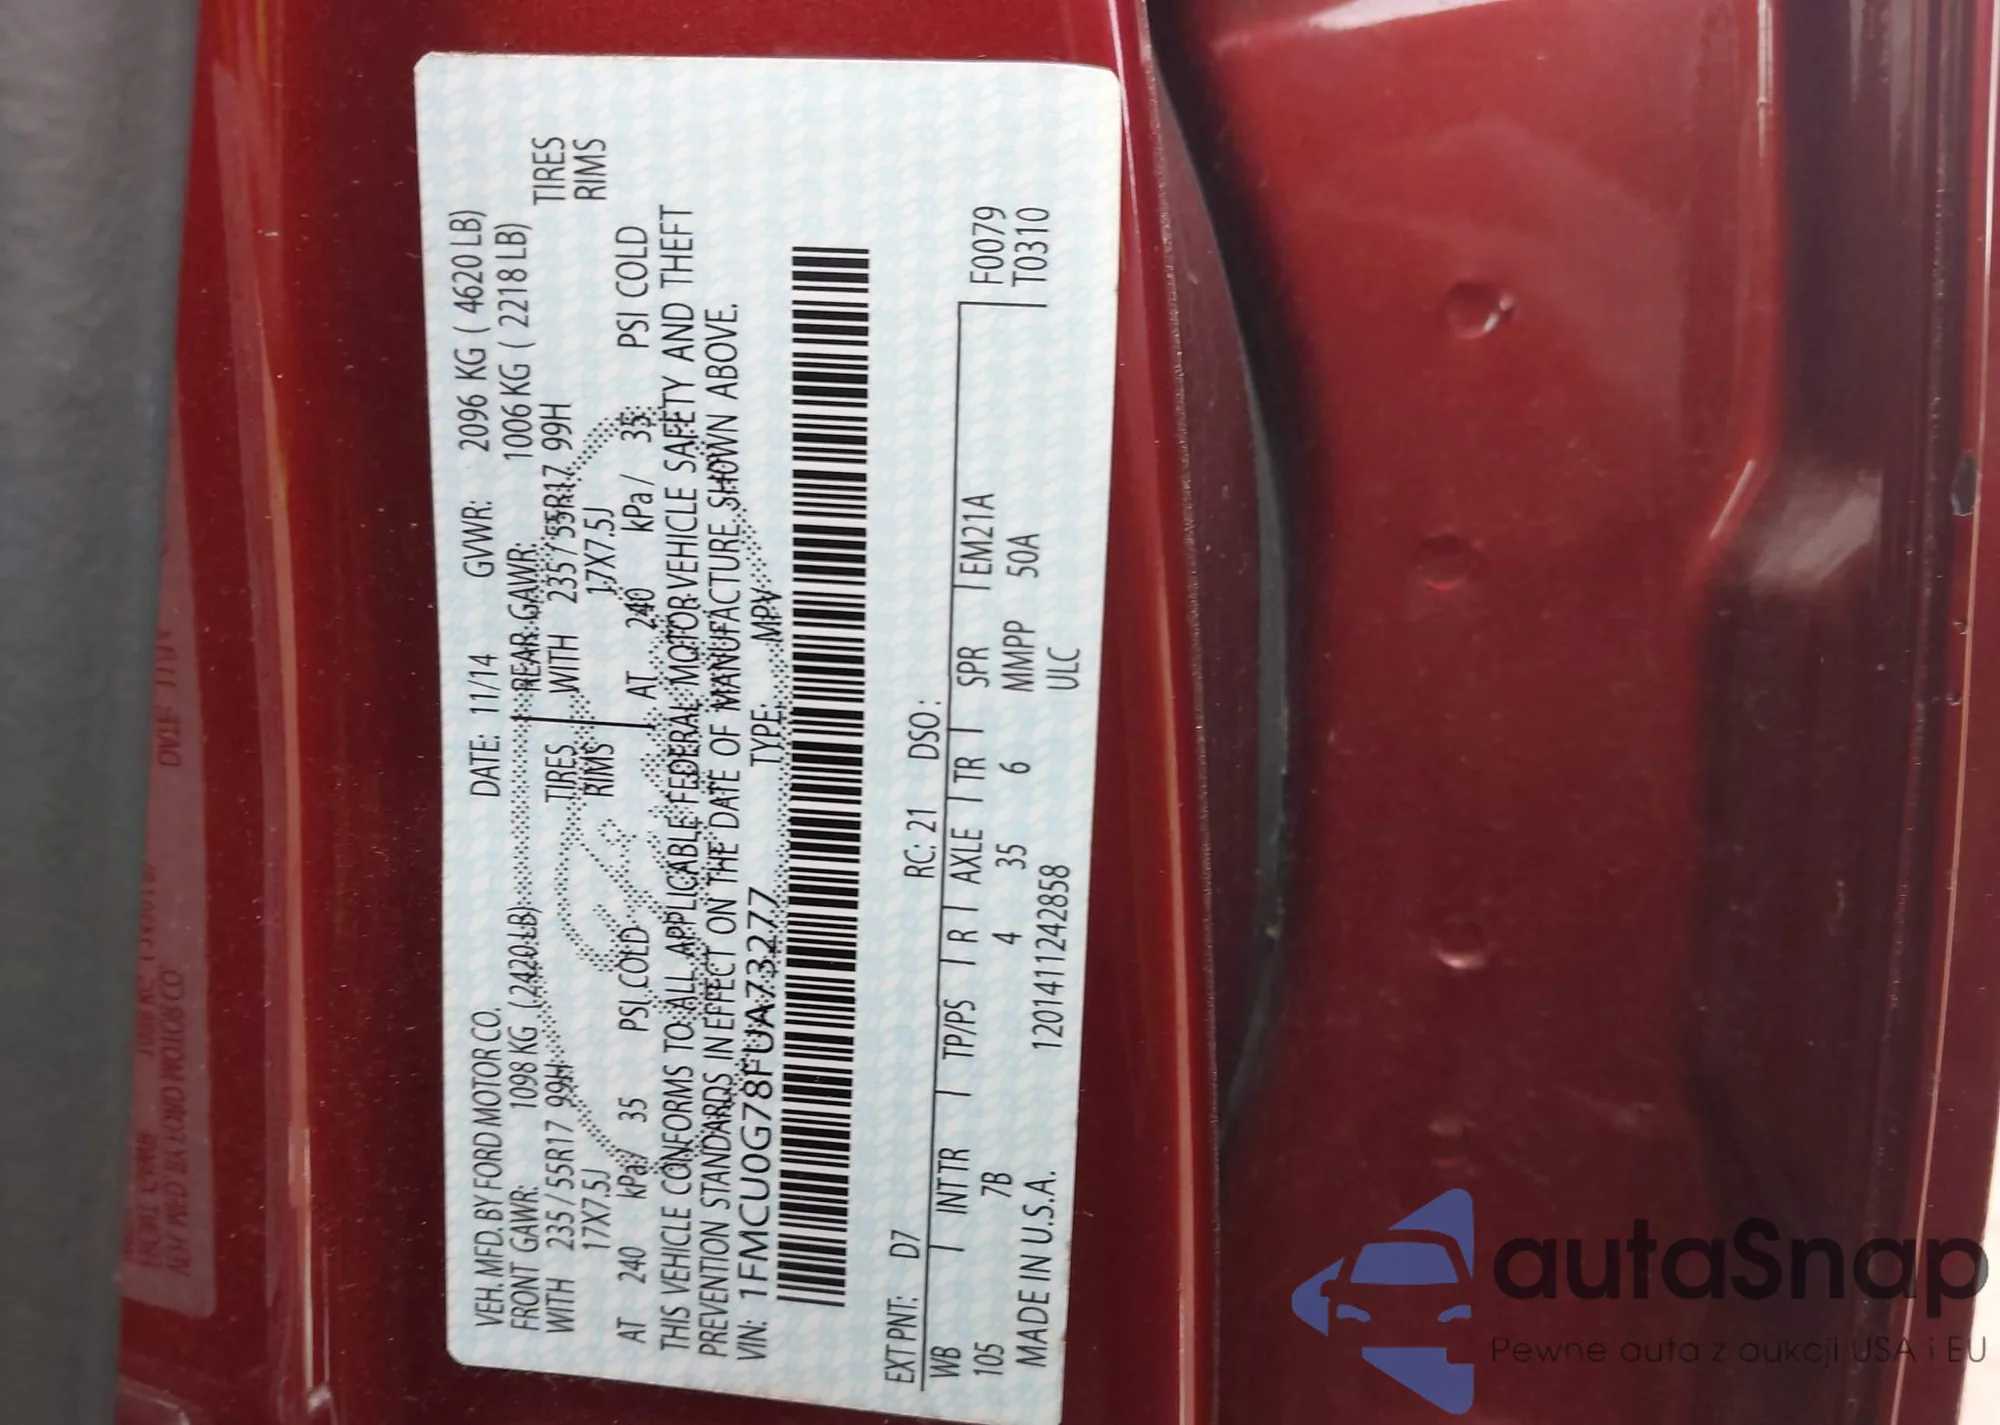 VEH. MFD. BY FORD MOTOR CO. DATE: 11/14 GVWR: 2096 KG ( 4620 LB)
FRONT GAWR: 1098 KG (2420 LB) REAR GAWR: 1006 KG ( 2218 LB)
WITH 235/55R17 99H TIRES WITH 235/55R17 99H TIRES
17X7.5J RIMS 17X7.5J RIMS
AT 240 kPa/ 35 PSI COLD AT 240 kPa/ 35 PSI COLD
THIS VEHICLE CONFORMS TO ALL APPLICABLE FEDERAL MOTOR VEHICLE SAFETY AND THEFT
PREVENTION STANDARDS IN EFFECT ON THE DATE OF MANUFACTURE SHOWN ABOVE.
VIN: 1FMCU0G78FUA73277 TYPE: MPV
EXT PNT: D7 RC: 21 DSO:
WB INT TR TP/PS R AXLE TR SPR EM21A F0079
105 7B 4 35 6 MMPP 50A T0310
MADE IN U.S.A. 1201411242858 ULC
autaSnap
Pewne auta z aukcji USA i EU